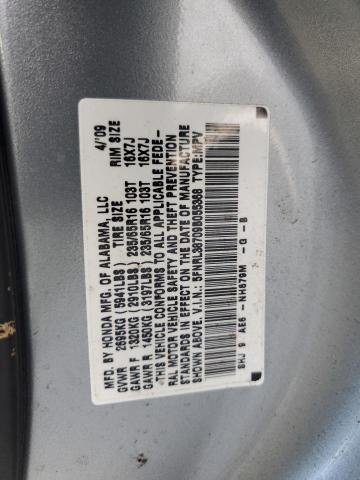 MFD. BY HONDA MFG. OF ALABAMA, LLC 4/'09
GVWR 2695KG (5941LBS) TIRE SIZE RIM SIZE
GAWR F 1320KG (2910LBS) 235/65R16 103T 16X7J
GAWR R 1450KG (3197LBS) 235/65R16 103T 16X7J
THIS VEHICLE CONFORMS TO ALL APPLICABLE FEDE-
RAL MOTOR VEHICLE SAFETY AND THEFT PREVENTION
STANDARDS IN EFFECT ON THE DATE OF MANUFACTURE
SHOWN ABOVE. V.I.N.: 5FNRL38709B055308 TYPE:MPV
SHJ 9 AE6 - NH679M - G - B